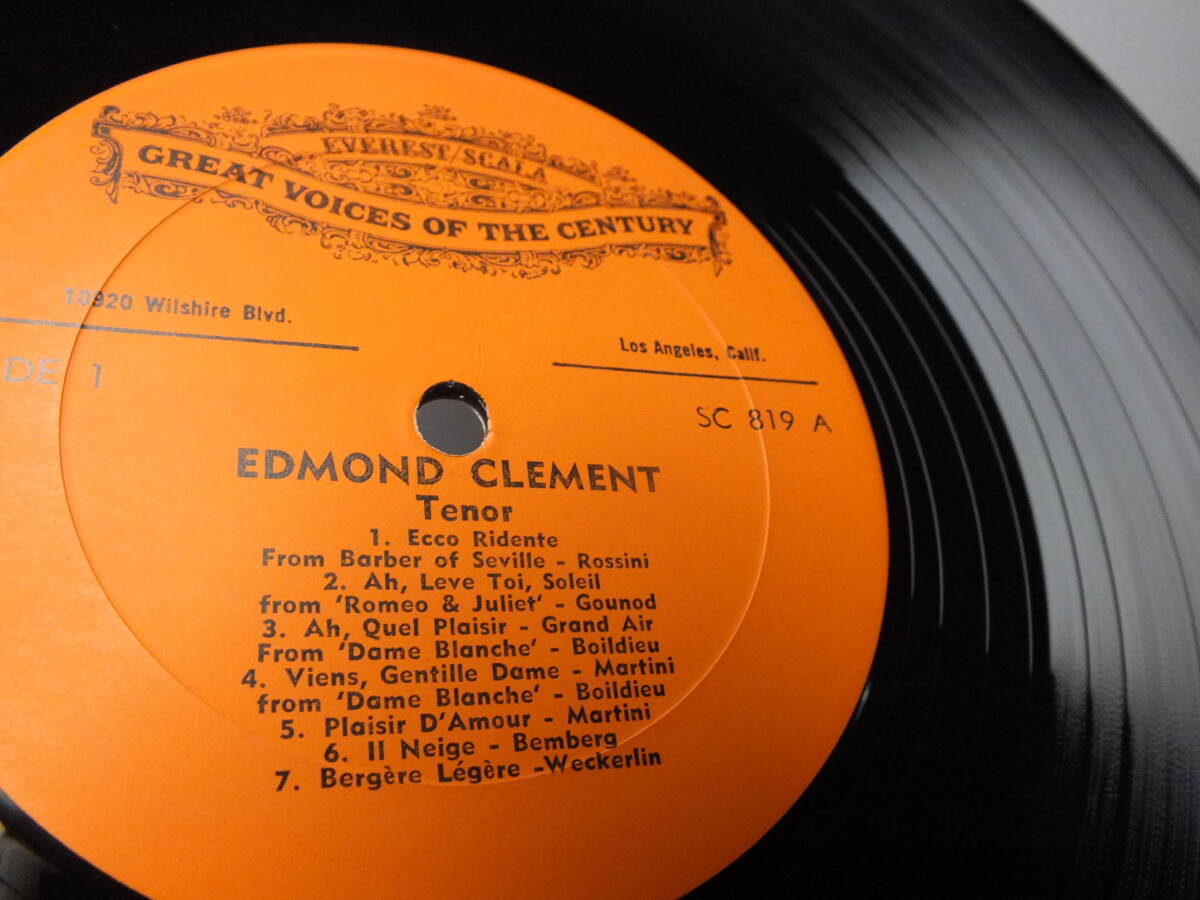 EVEREST/SCALA
GREAT VOICES OF THE CENTURY
10920 Wilshire Blvd.
Los Angeles, Calif.
DE 1
SC 819 A
EDMOND CLEMENT
Tenor
1. Ecco Ridente
From Barber of Seville - Rossini
2. Ah, Leve Toi, Soleil
from 'Romeo & Juliet' - Gounod
3. Ah, Quel Plaisir - Grand Air
From 'Dame Blanche' - Boildieu
4. Viens, Gentille Dame - Martini
from 'Dame Blanche' - Boildieu
5. Plaisir D'Amour - Martini
6. Il Neige - Bemberg
7. Bergère Légère -Weckerlin